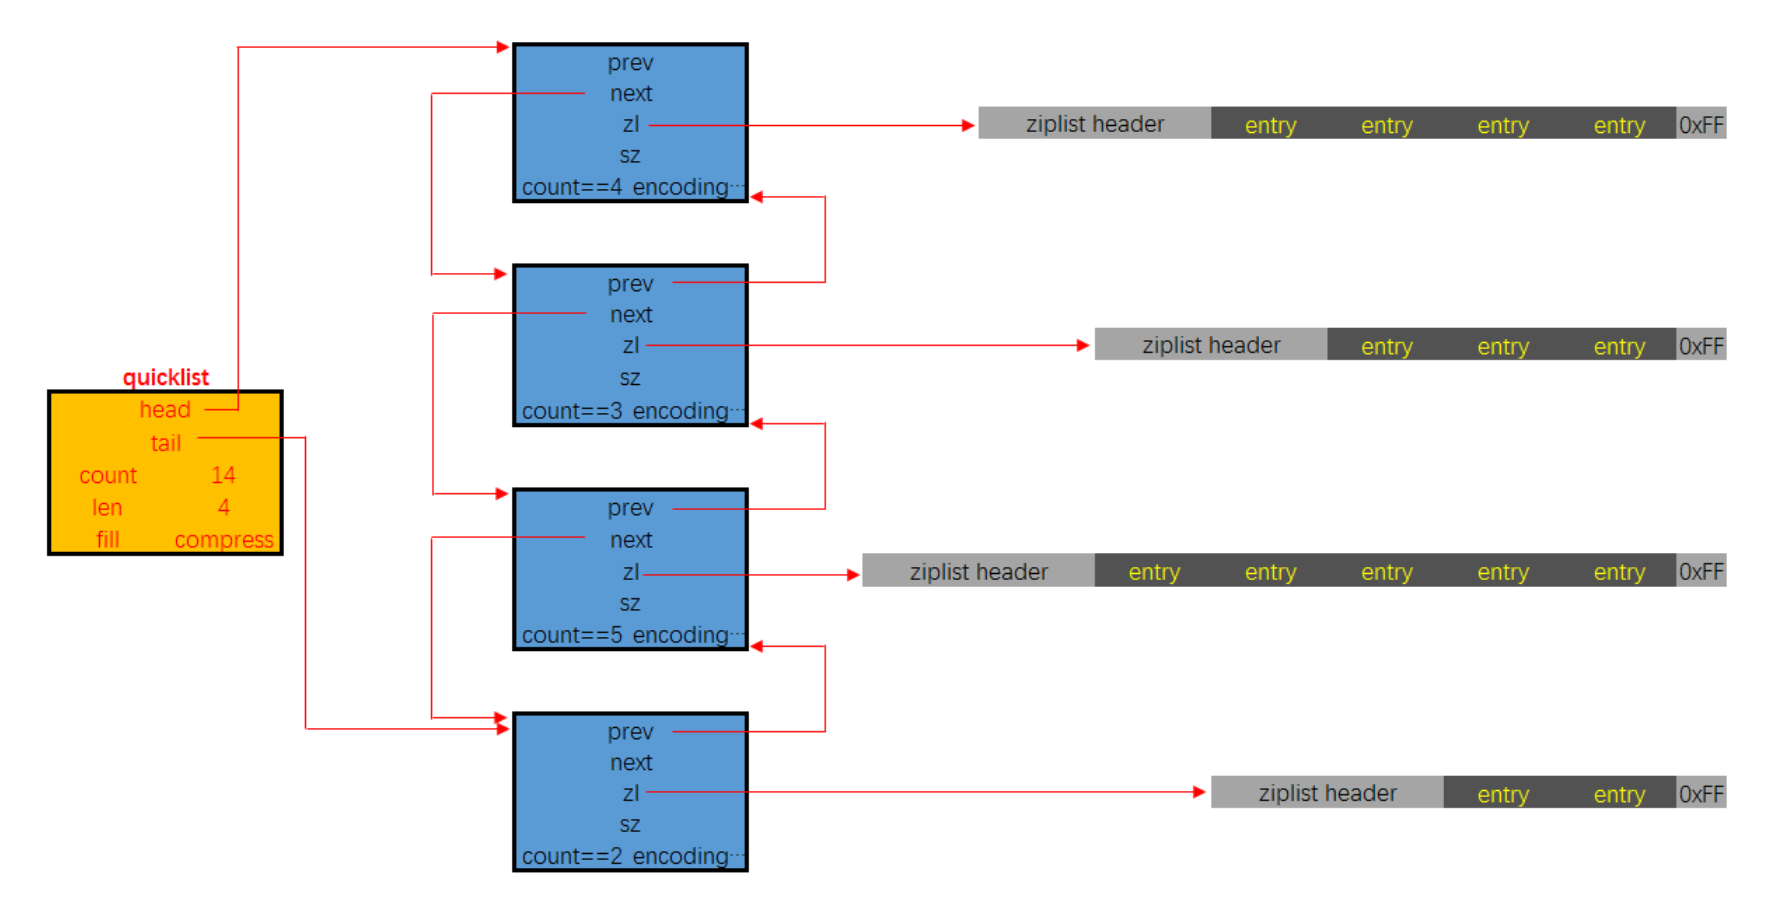 quicklist
head
tail
count 14
len 4
fill compress
prev
next
zl
sz
count==4 encoding...
ziplist header entry entry entry entry 0xFF
prev
next
zl
sz
count==3 encoding...
ziplist header entry entry entry 0xFF
prev
next
zl
sz
count==5 encoding...
ziplist header entry entry entry entry entry 0xFF
prev
next
zl
sz
count==2 encoding...
ziplist header entry entry 0xFF